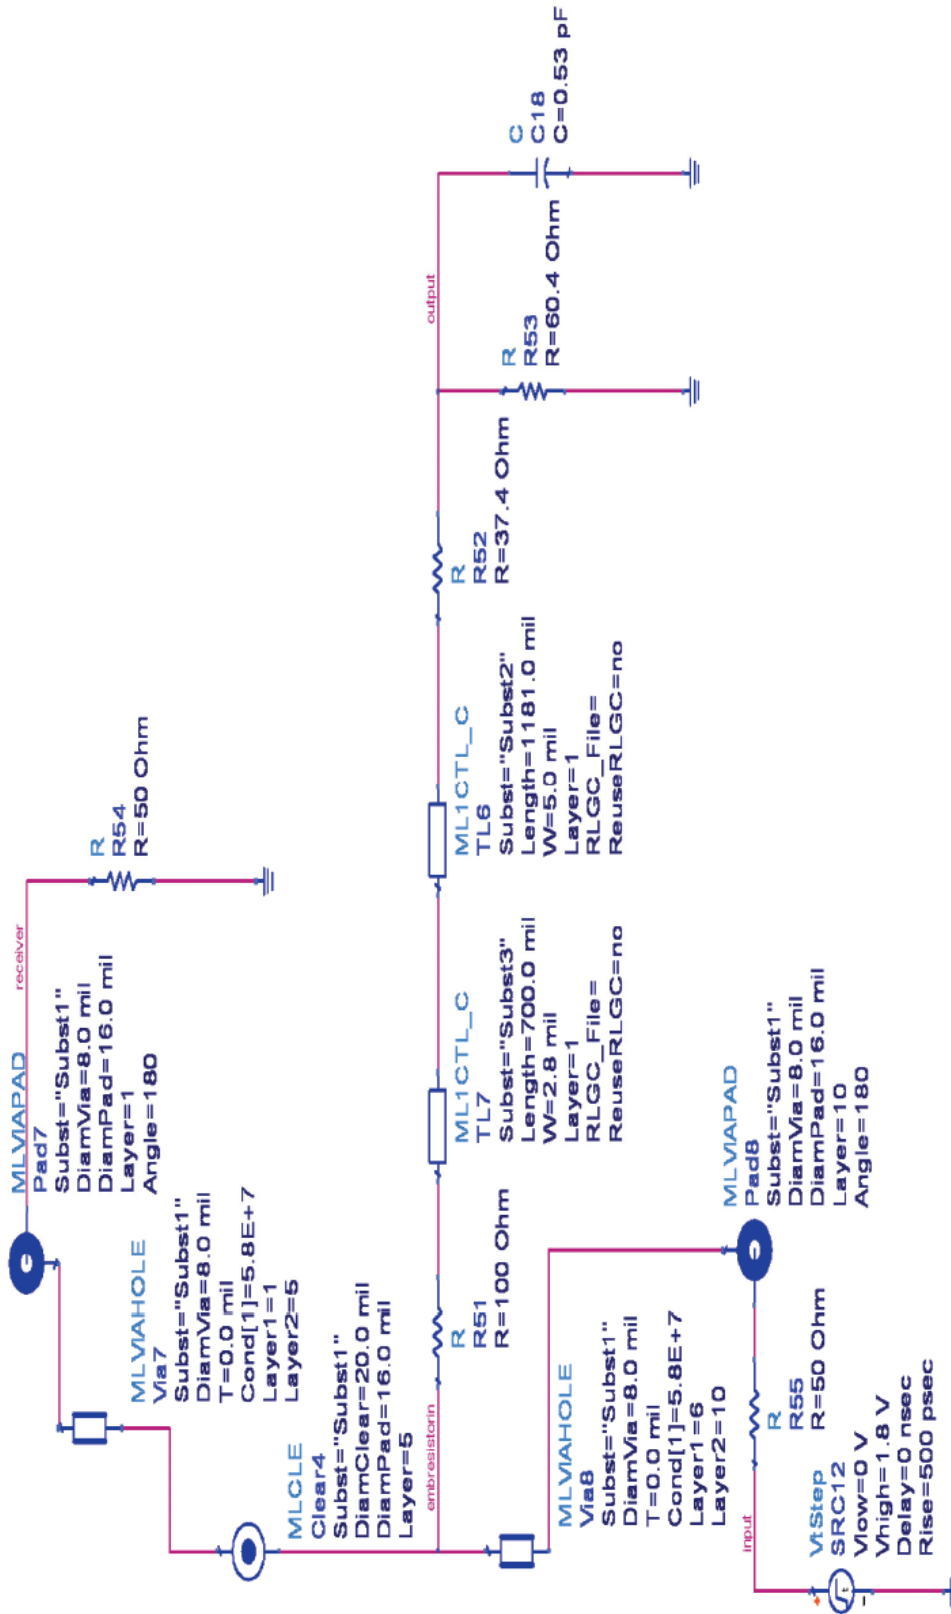 MLVIAPAD
Pad7
Subst="Subst1"
DiamVia=8.0 mil
DiamPad=16.0 mil
Layer=1
Angle=180
receiver
R
R54
R=50 Ohm
MLVIAHOLE
Via7
Subst="Subst1"
DiamVia=8.0 mil
T=0.0 mil
Cond[1]=5.8E+7
Layer1=1
Layer2=5
MLCLE
Clear4
Subst="Subst1"
DiamClear=20.0 mil
DiamPad=16.0 mil
Layer=5
embresistorin
R
R51
R=100 Ohm
ML1CTL_C
TL7
Subst="Subst3"
Length=700.0 mil
W=2.8 mil
Layer=1
RLGC_File=
ReuseRLGC=no
ML1CTL_C
TL6
Subst="Subst2"
Length=1181.0 mil
W=5.0 mil
Layer=1
RLGC_File=
ReuseRLGC=no
R
R52
R=37.4 Ohm
output
R
R53
R=60.4 Ohm
C
C18
C=0.53 pF
MLVIAHOLE
Via8
Subst="Subst1"
DiamVia=8.0 mil
T=0.0 mil
Cond[1]=5.8E+7
Layer1=6
Layer2=10
MLVIAPAD
Pad8
Subst="Subst1"
DiamVia=8.0 mil
DiamPad=16.0 mil
Layer=10
Angle=180
input
R
R55
R=50 Ohm
VtStep
SRC12
Vlow=0 V
Vhigh=1.8 V
Delay=0 nsec
Rise=500 psec